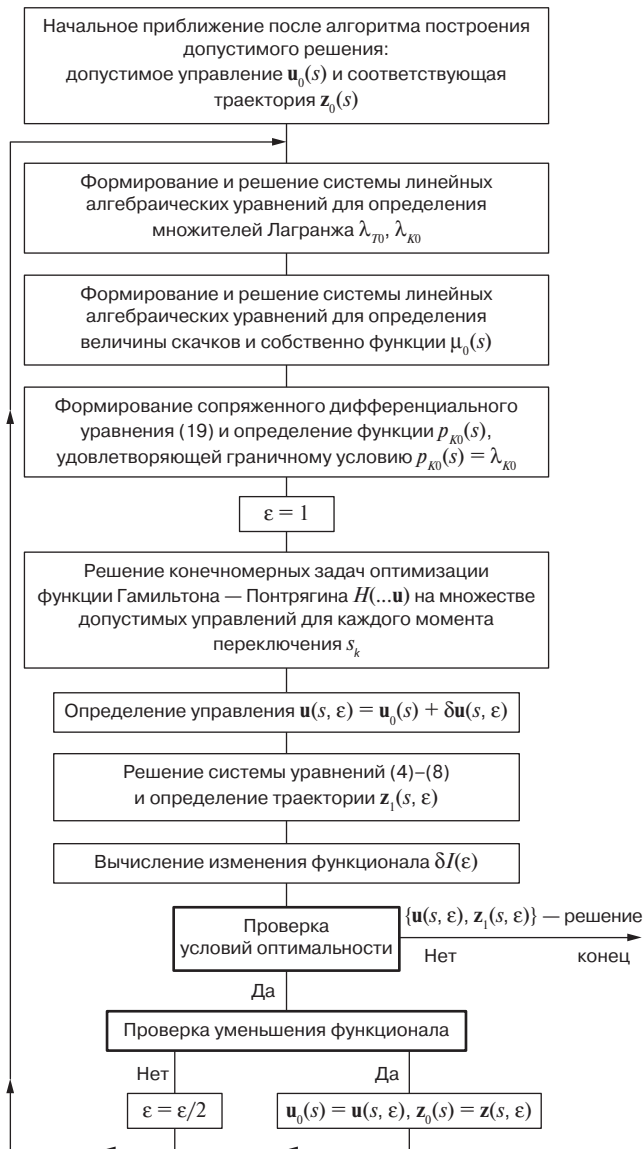 Начальное приближение после алгоритма построения
допустимого решения:
допустимое управление u₀(s) и соответствующая
траектория z₀(s)
Формирование и решение системы линейных
алгебраических уравнений для определения
множителей Лагранжа λ_T0, λ_K0
Формирование и решение системы линейных
алгебраических уравнений для определения
величины скачков и собственно функции μ₀(s)
Формирование сопряженного дифференциального
уравнения (19) и определение функции p_K0(s),
удовлетворяющей граничному условию p_K0(s) = λ_K0
ε = 1
Решение конечномерных задач оптимизации
функции Гамильтона — Понтрягина H(...u) на множестве
допустимых управлений для каждого момента
переключения s_k
Определение управления u(s, ε) = u₀(s) + δu(s, ε)
Решение системы уравнений (4)–(8)
и определение траектории z₁(s, ε)
Вычисление изменения функционала δI(ε)
Проверка
условий оптимальности
{u(s, ε), z₁(s, ε)} — решение
Нет конец
Да
Проверка уменьшения функционала
Нет Да
ε = ε/2
u₀(s) = u(s, ε), z₀(s) = z(s, ε)